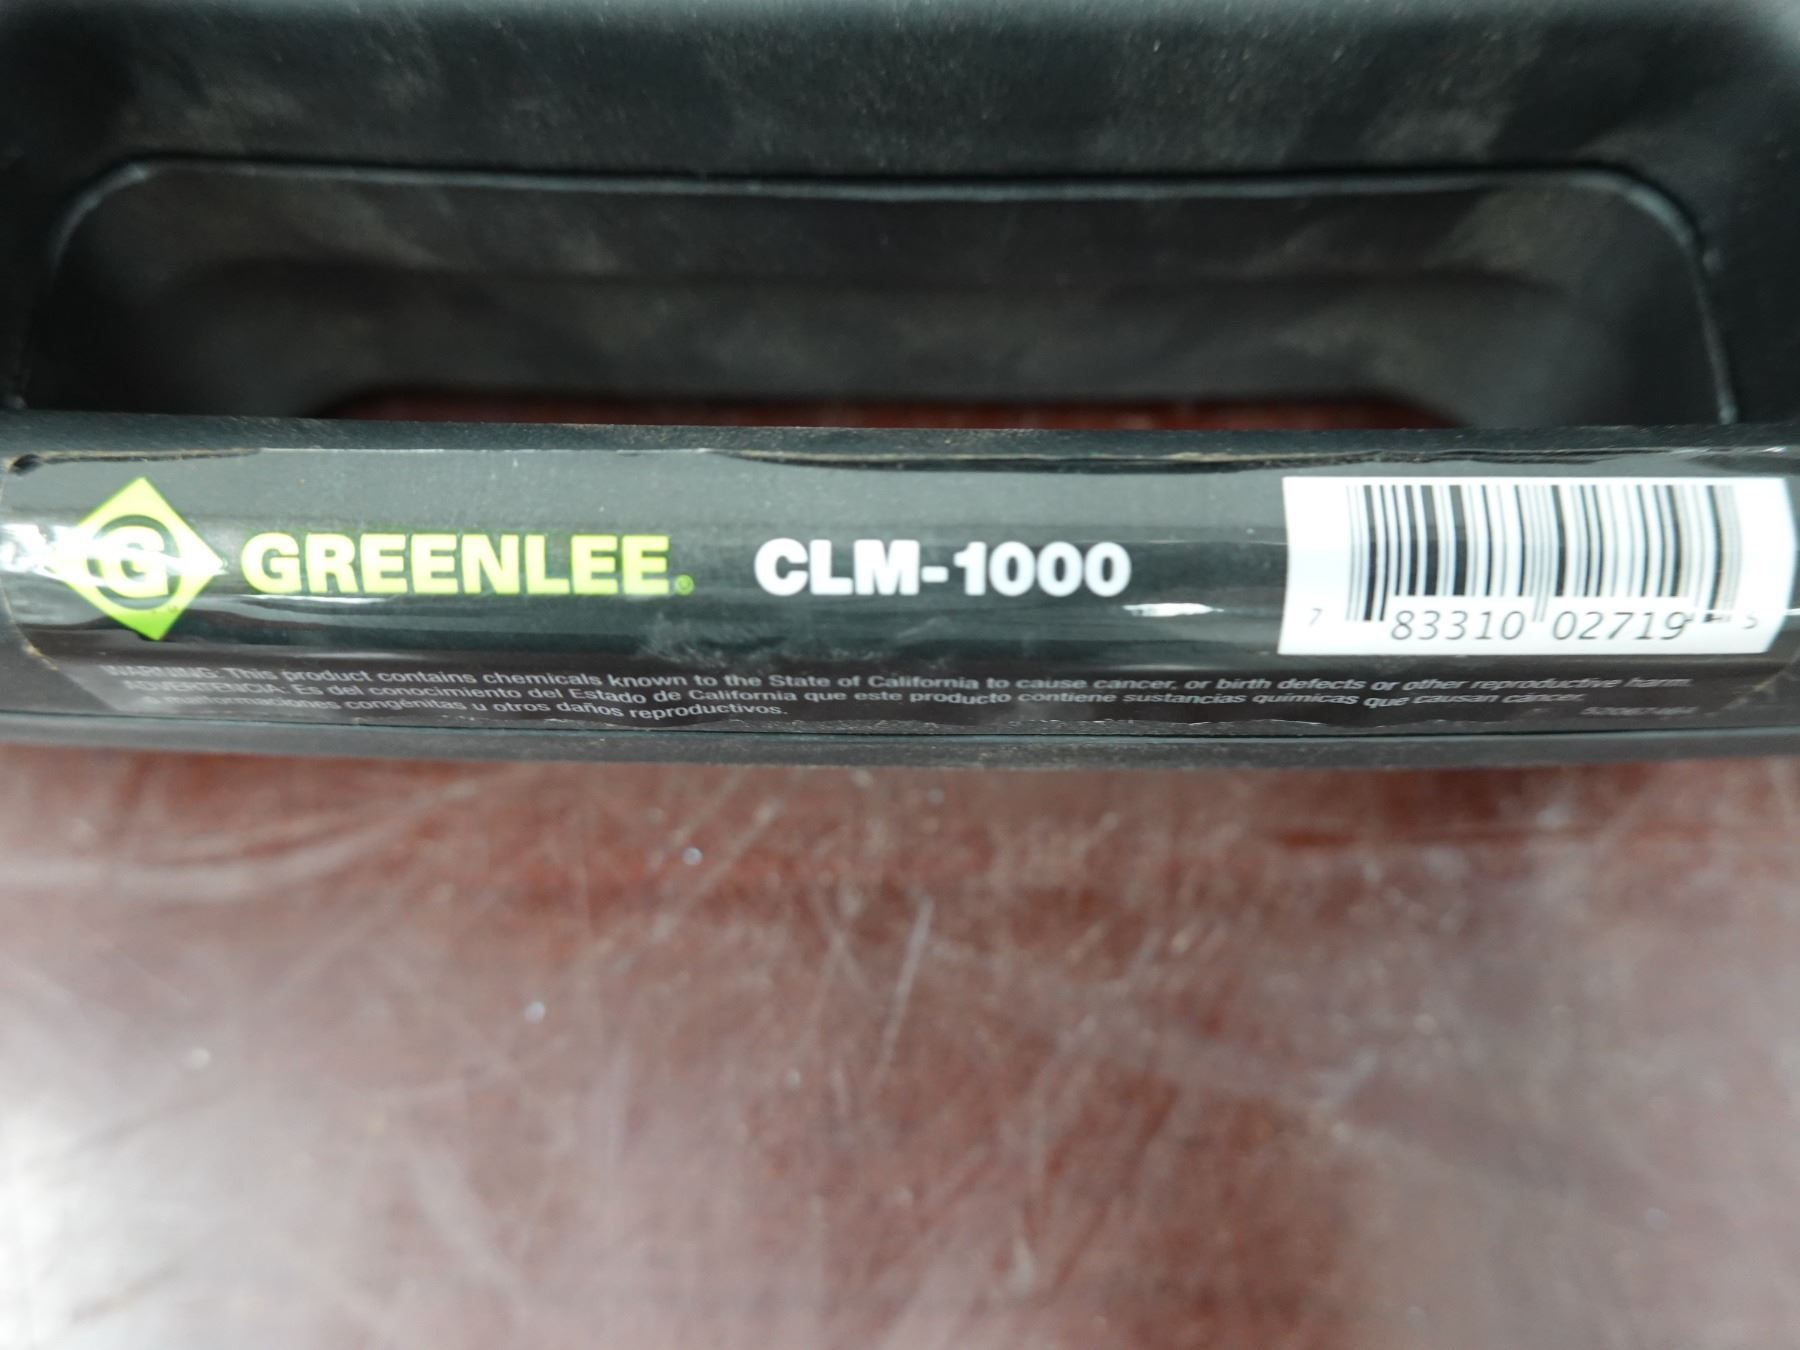 G GREENLEE® CLM-1000
7 83310 02719 5
WARNING: This product contains chemicals known to the State of California to cause cancer, or birth defects or other reproductive harm.
Es del conocimiento del Estado de California que este producto contiene sustancias químicas que causan cáncer,
congénitas u otros daños reproductivos.